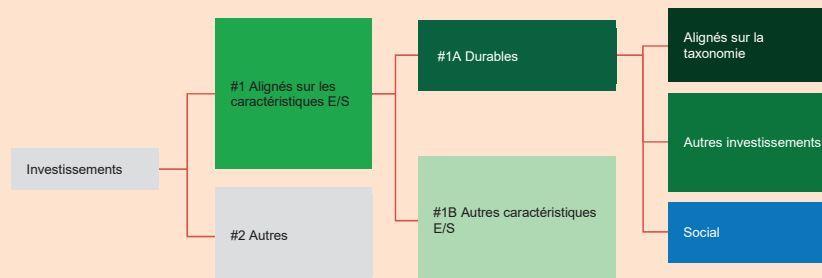 Investissements
#1 Alignés sur les
caractéristiques E/S
#2 Autres
#1A Durables
#1B Autres caractéristiques
E/S
Alignés sur la
taxonomie
Autres investissements
Social